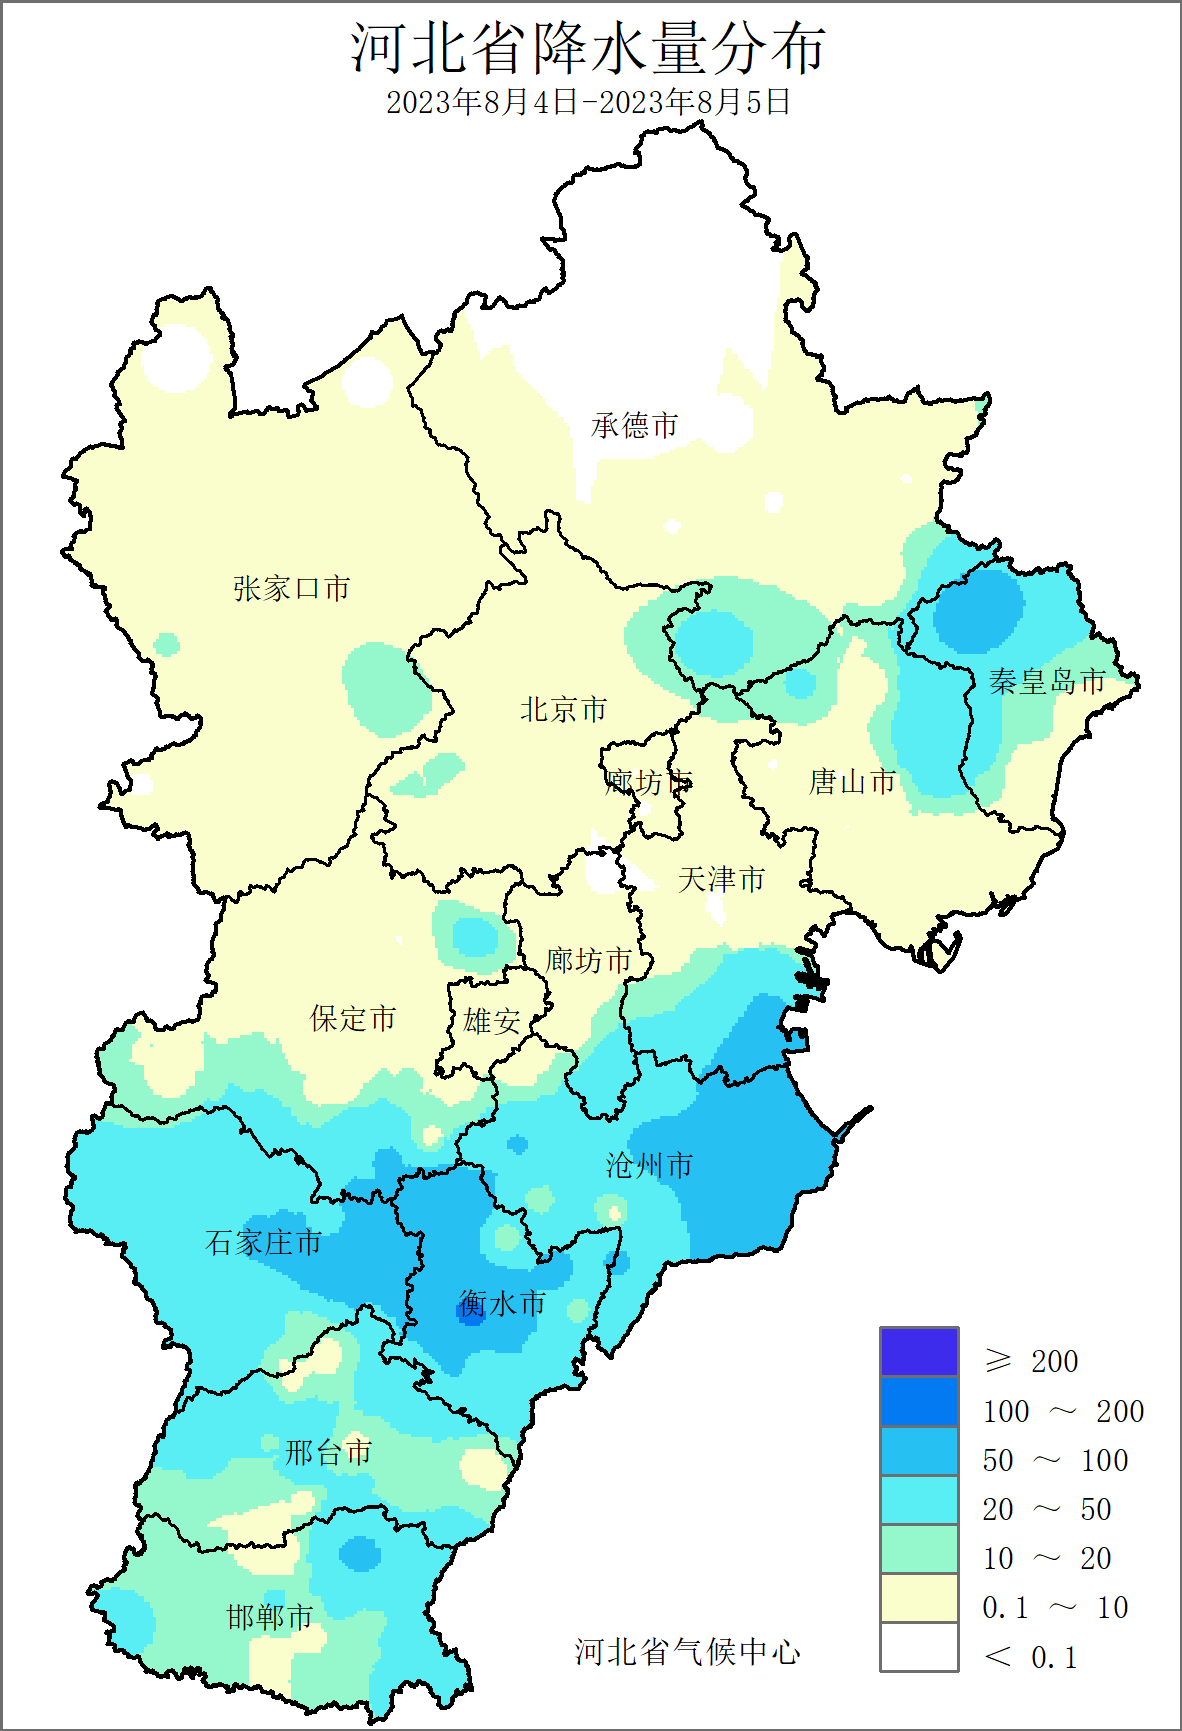 河北省降水量分布
2023年8月4日-2023年8月5日
承德市
张家口市
秦皇岛市
北京市
廊坊市
唐山市
天津市
廊坊市
保定市
雄安
沧州市
石家庄市
衡水市
邢台市
邯郸市
≥ 200
100 ～ 200
50 ～ 100
20 ～ 50
10 ～ 20
0.1 ～ 10
< 0.1
河北省气候中心